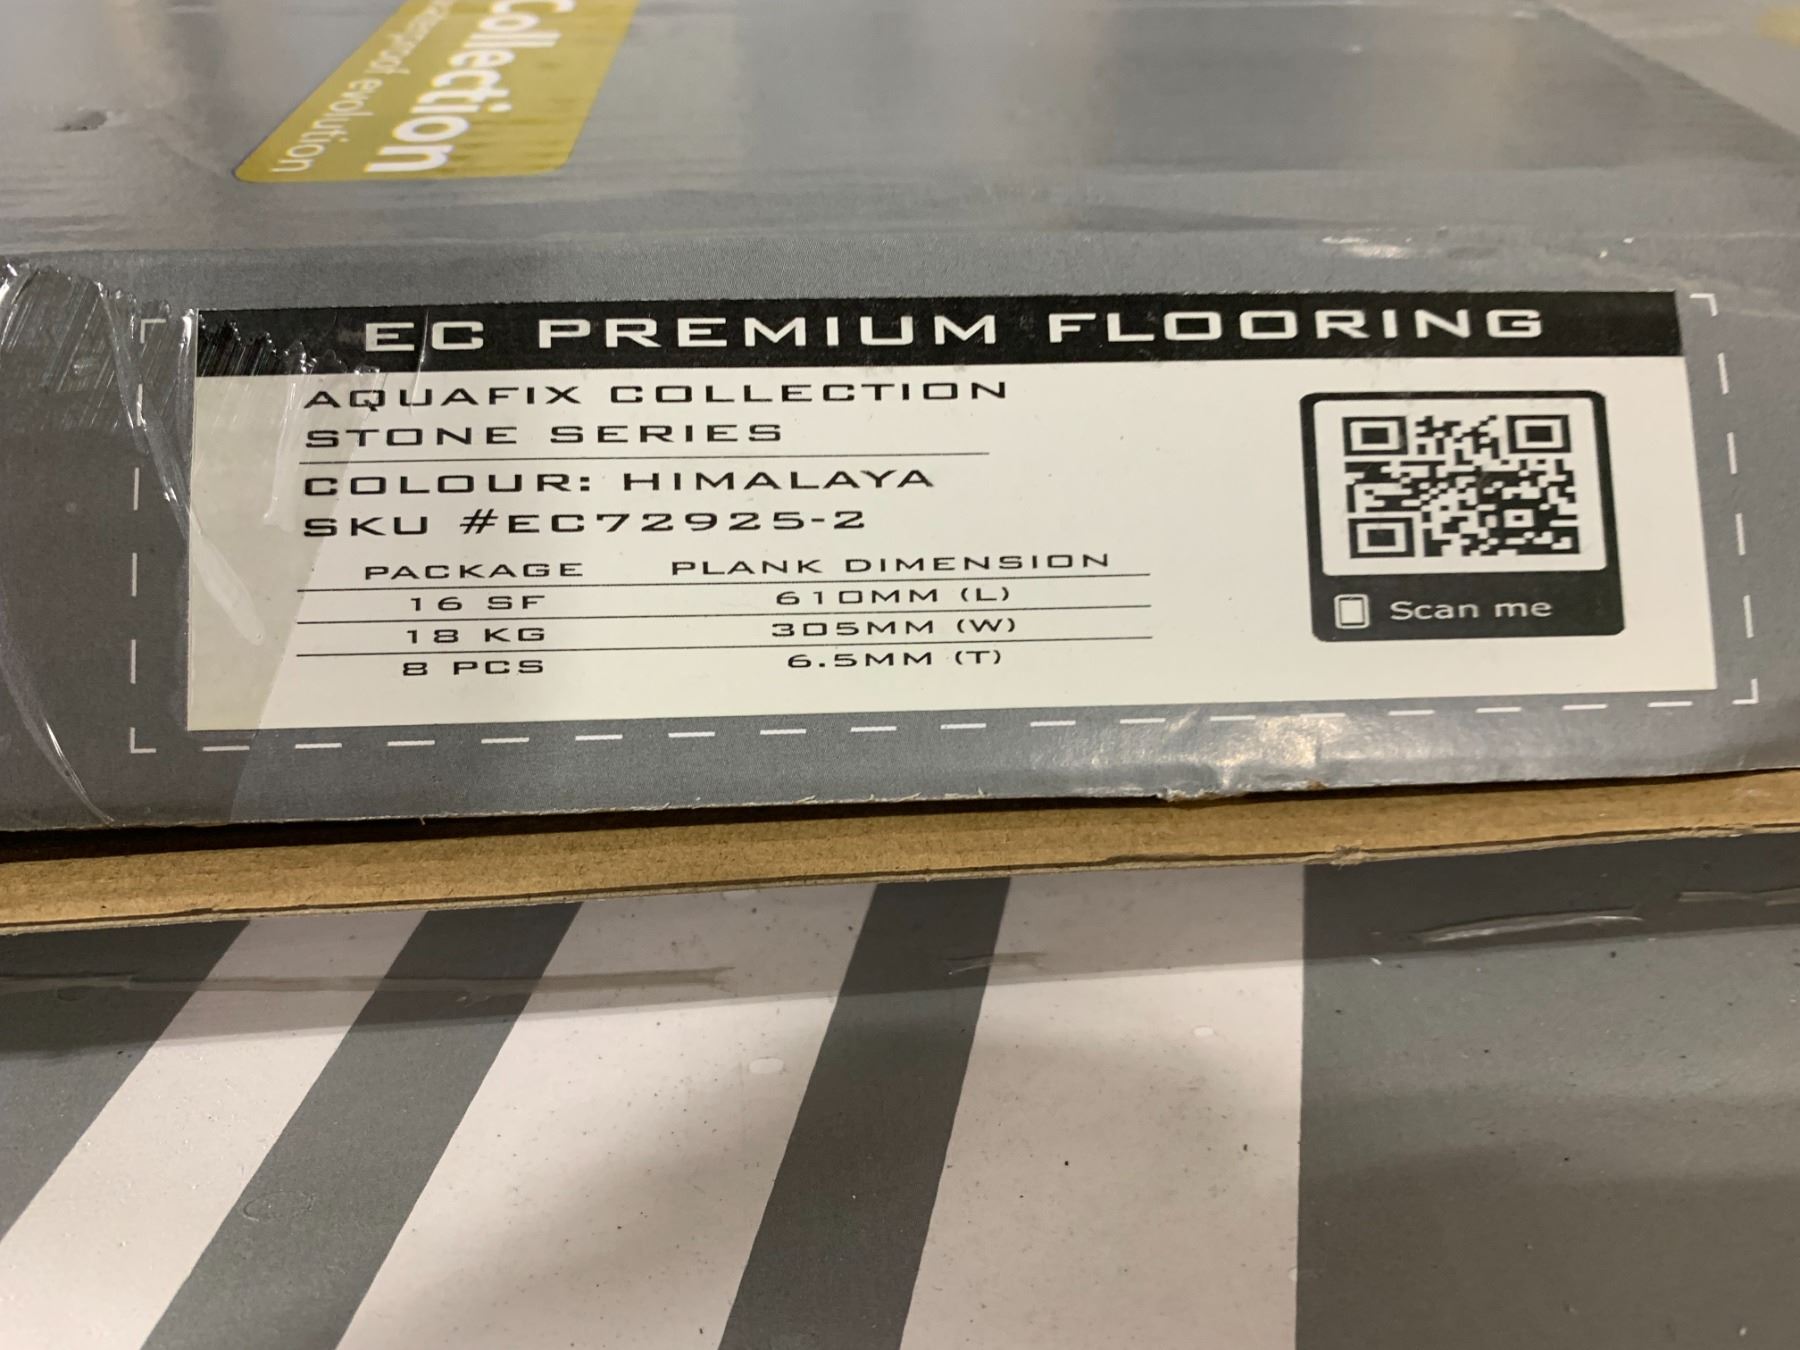 Collection
evolution
EC PREMIUM FLOORING
AQUAFIX COLLECTION
STONE SERIES
COLOUR: HIMALAYA
SKU #EC72925-2
PACKAGE PLANK DIMENSION
16 SF 610MM (L)
18 KG 305MM (W)
8 PCS 6.5MM (T)
Scan me